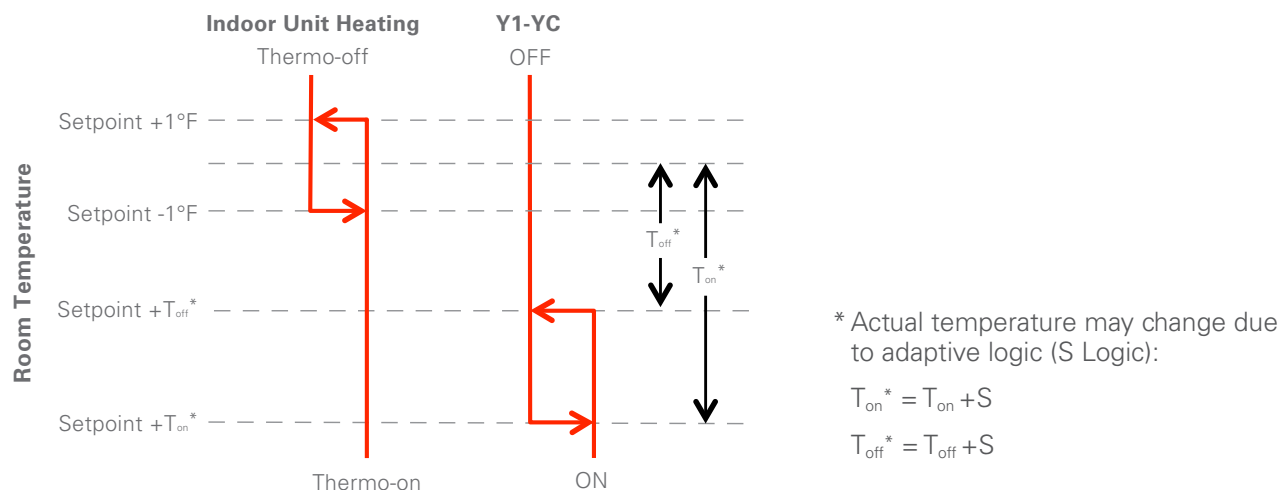 Indoor Unit Heating
Y1-YC
Thermo-off
OFF
Setpoint +1°F
Setpoint -1°F
Setpoint +Toff*
Setpoint +Ton*
Room Temperature
Toff*
Ton*
Thermo-on
ON
* Actual temperature may change due
to adaptive logic (S Logic):
Ton* = Ton +S
Toff* = Toff +S